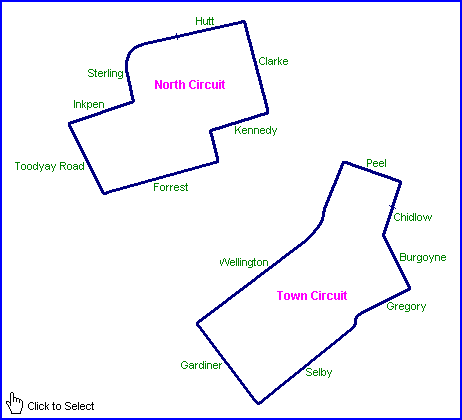 Hutt
Clarke
Sterling
North Circuit
Inkpen
Kennedy
Toodyay Road
Forrest
Peel
Chidlow
Wellington
Burgoyne
Town Circuit
Gregory
Gardiner
Selby
Click to Select